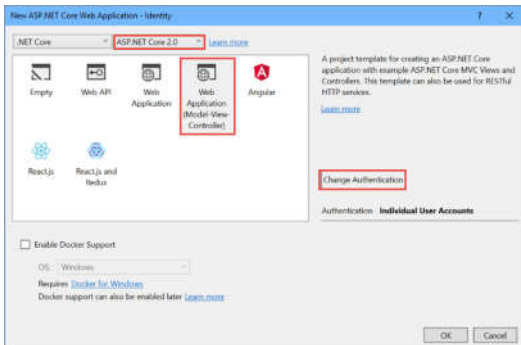 New ASP.NET Core Web Application - Identity
? X
.NET Core
ASP.NET Core 2.0
Learn more
Empty
Web API
Web
Application
Web
Application
(Model-View-
Controller)
Angular
React.js
React.js and
Redux
A project template for creating an ASP.NET Core
application with example ASP.NET Core MVC Views and
Controllers. This template can also be used for RESTful
HTTP services.
Learn more
Change Authentication
Authentication Individual User Accounts
Enable Docker Support
OS: Windows
Requires Docker for Windows
Docker support can also be enabled later Learn more
OK
Cancel